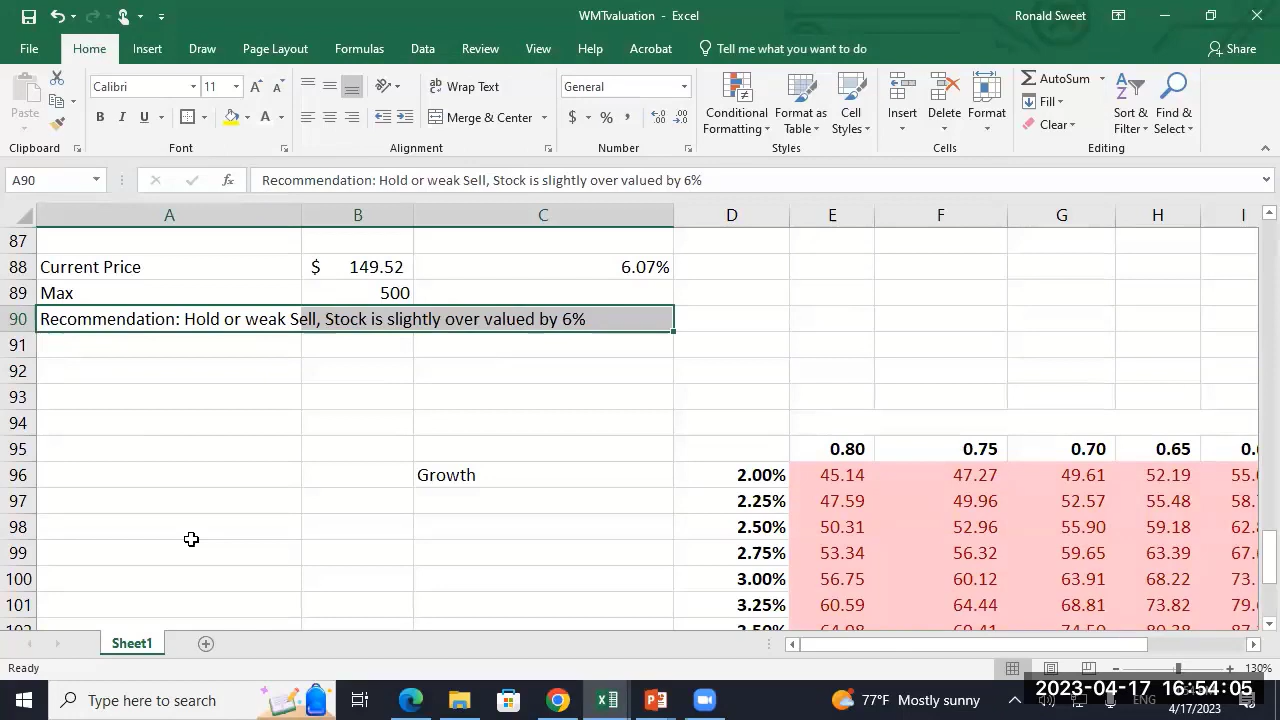 WMTvaluation - Excel
Ronald Sweet
File Home Insert Draw Page Layout Formulas Data Review View Help Acrobat Tell me what you want to do Share
Paste
Clipboard
Calibri 11
B I U
Font
Wrap Text
Merge & Center
Alignment
General
$ % ,
Number
Conditional Formatting
Format as Table
Cell Styles
Styles
Insert Delete Format
Cells
AutoSum
Fill
Clear
Sort & Filter
Find & Select
Editing
A90 fx Recommendation: Hold or weak Sell, Stock is slightly over valued by 6%
A B C D E F G H I
87
88 Current Price $ 149.52 6.07%
89 Max 500
90 Recommendation: Hold or weak Sell, Stock is slightly over valued by 6%
91
92
93
94
95 0.80 0.75 0.70 0.65
96 Growth 2.00% 45.14 47.27 49.61 52.19
97 2.25% 47.59 49.96 52.57 55.48
98 2.50% 50.31 52.96 55.90 59.18
99 2.75% 53.34 56.32 59.65 63.39
100 3.00% 56.75 60.12 63.91 68.22
101 3.25% 60.59 64.44 68.81 73.82
Sheet1
Ready
130%
Type here to search
77°F Mostly sunny
ENG
2023-04-17 16:54:05
4/17/2023